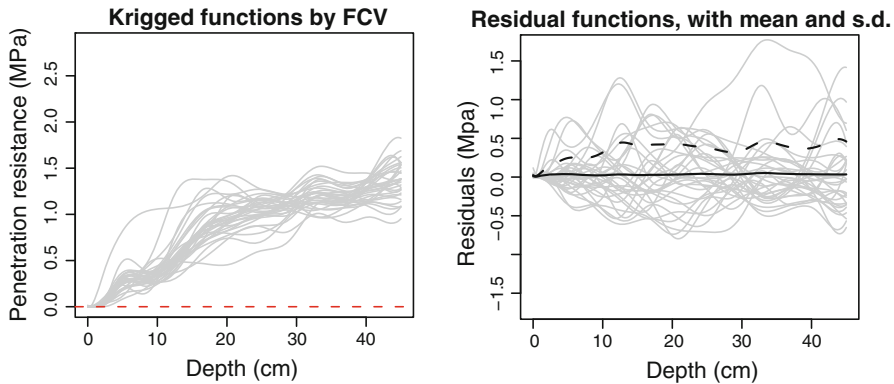 Krigged functions by FCV
Penetration resistance (MPa)
2.5
2.0
1.5
1.0
0.5
0.0
0 10 20 30 40
Depth (cm)
Residual functions, with mean and s.d.
Residuals (Mpa)
1.5
1.0
0.5
0.0
−0.5
−1.5
0 10 20 30 40
Depth (cm)